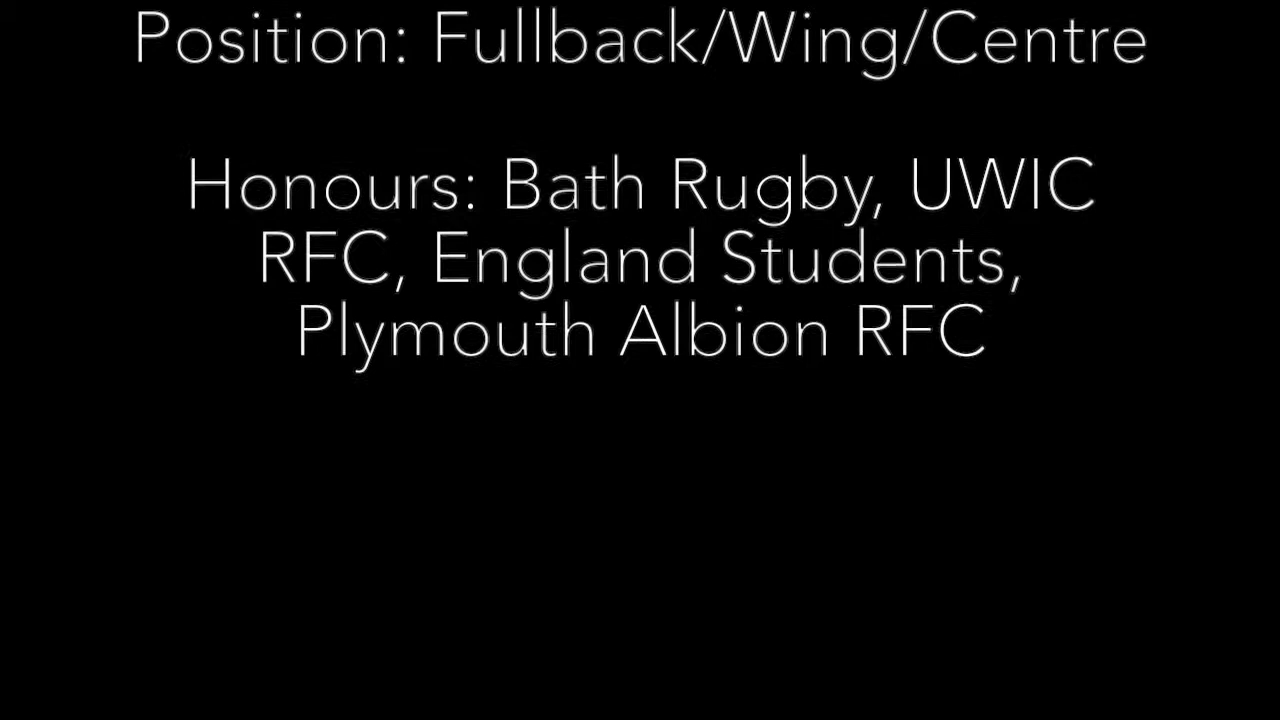 Position: Fullback/Wing/Centre
Honours: Bath Rugby, UWIC
RFC, England Students,
Plymouth Albion RFC